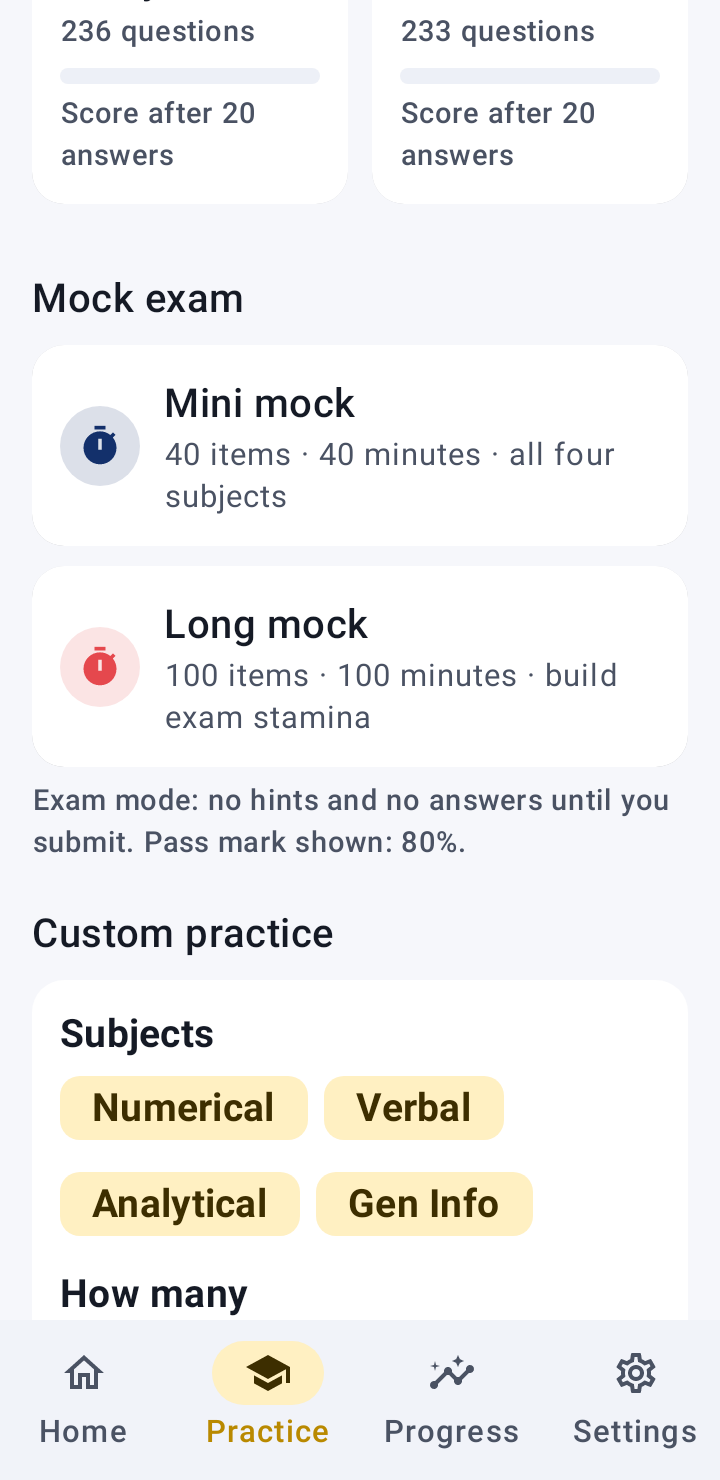 236 questions
233 questions
Score after 20
answers
Score after 20
answers
Mock exam
Mini mock
40 items · 40 minutes · all four
subjects
Long mock
100 items · 100 minutes · build
exam stamina
Exam mode: no hints and no answers until you
submit. Pass mark shown: 80%.
Custom practice
Subjects
Numerical
Verbal
Analytical
Gen Info
How many
Home
Practice
Progress
Settings